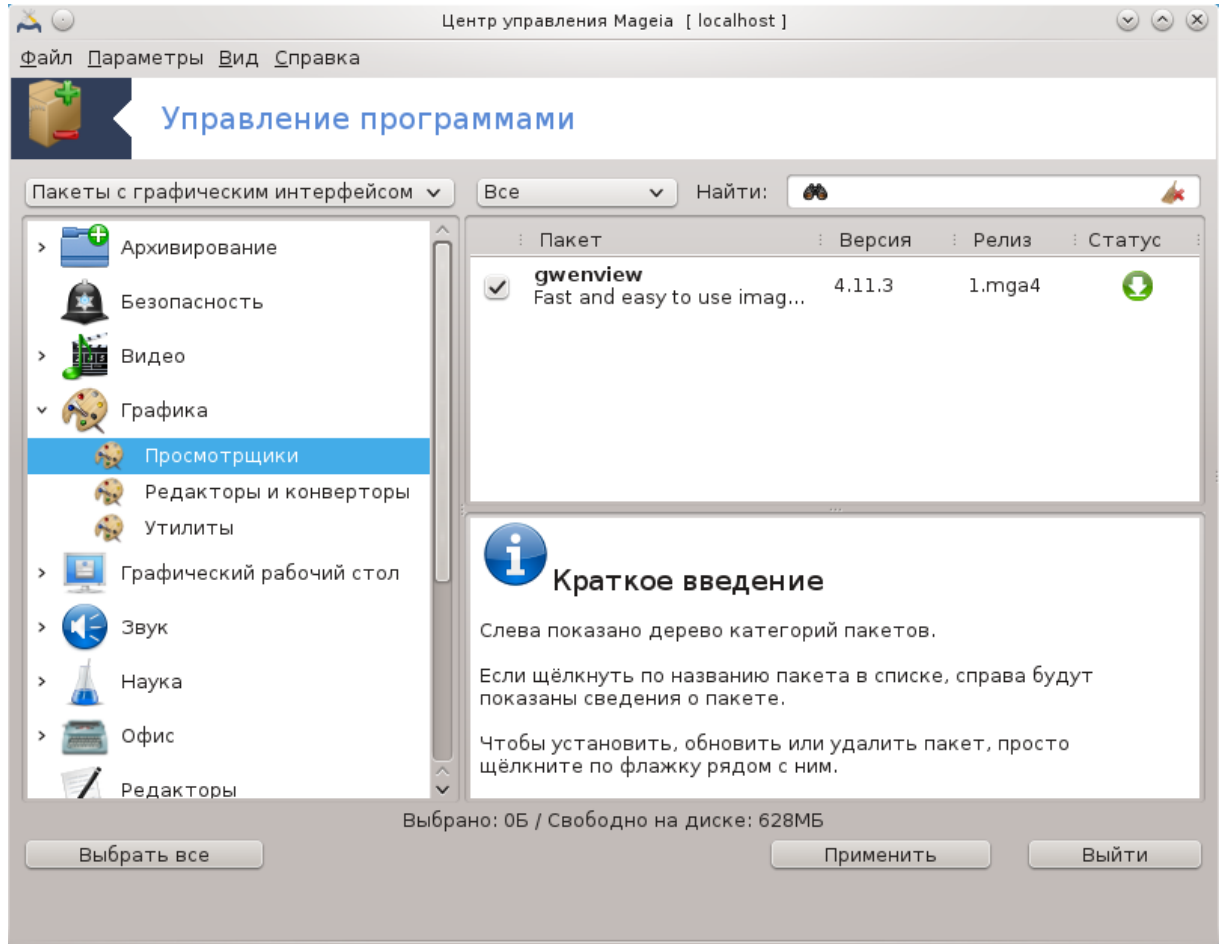 Центр управления Mageia [ localhost ]
Файл Параметры Вид Справка
Управление программами
Пакеты с графическим интерфейсом
Все
Найти:
Архивирование
Безопасность
Видео
Графика
Просмотрщики
Редакторы и конверторы
Утилиты
Графический рабочий стол
Звук
Наука
Офис
Редакторы
Пакет Версия Релиз Статус
gwenview 4.11.3 1.mga4
Fast and easy to use imag...
Краткое введение
Слева показано дерево категорий пакетов.
Если щёлкнуть по названию пакета в списке, справа будут
показаны сведения о пакете.
Чтобы установить, обновить или удалить пакет, просто
щёлкните по флажку рядом с ним.
Выбрано: 0Б / Свободно на диске: 628МБ
Выбрать все
Применить
Выйти